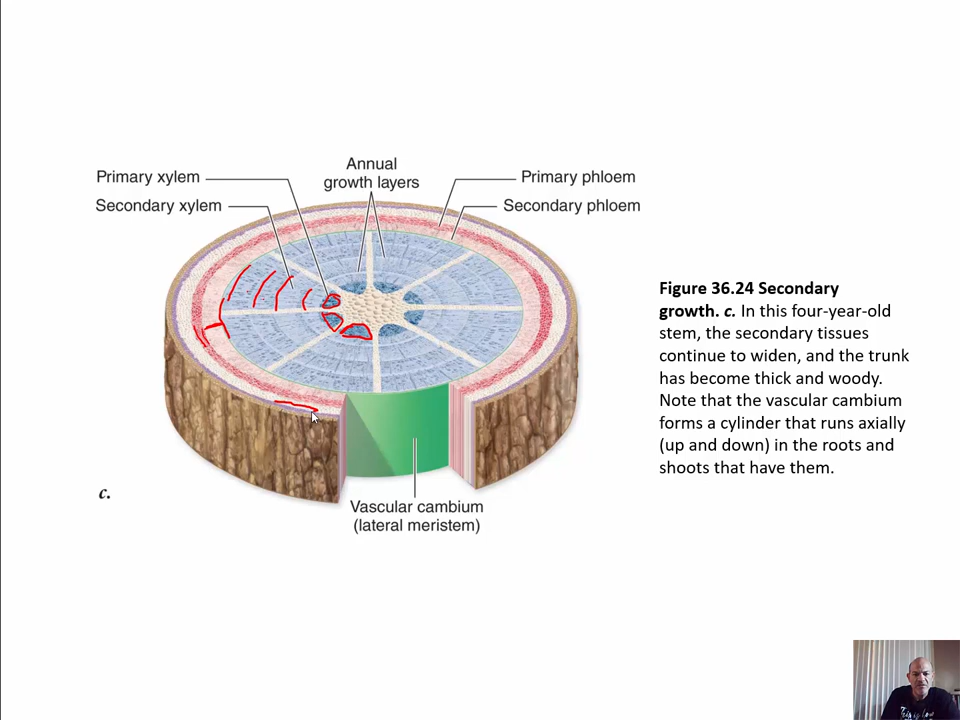 Primary xylem
Secondary xylem
Annual
growth layers
Primary phloem
Secondary phloem
Figure 36.24 Secondary
growth. c. In this four-year-old
stem, the secondary tissues
continue to widen, and the trunk
has become thick and woody.
Note that the vascular cambium
forms a cylinder that runs axially
(up and down) in the roots and
shoots that have them.
c.
Vascular cambium
(lateral meristem)